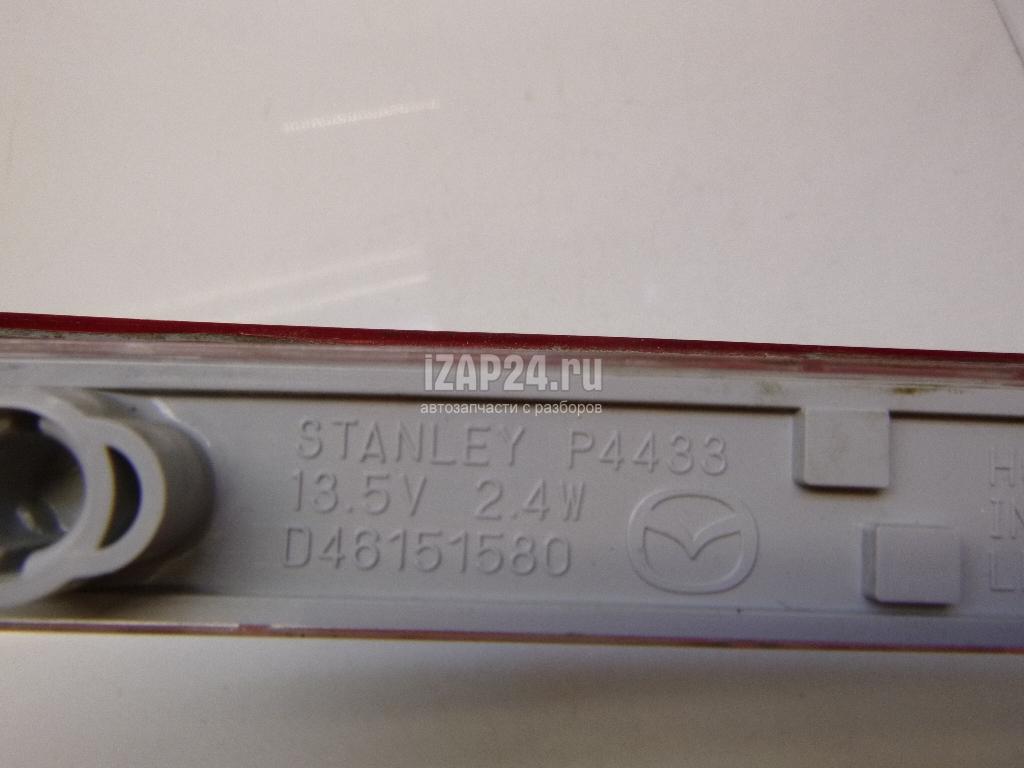 iZAP24.ru
автозапчасти с разборов
STANLEY P4433
13.5V 2.4W
D46151580